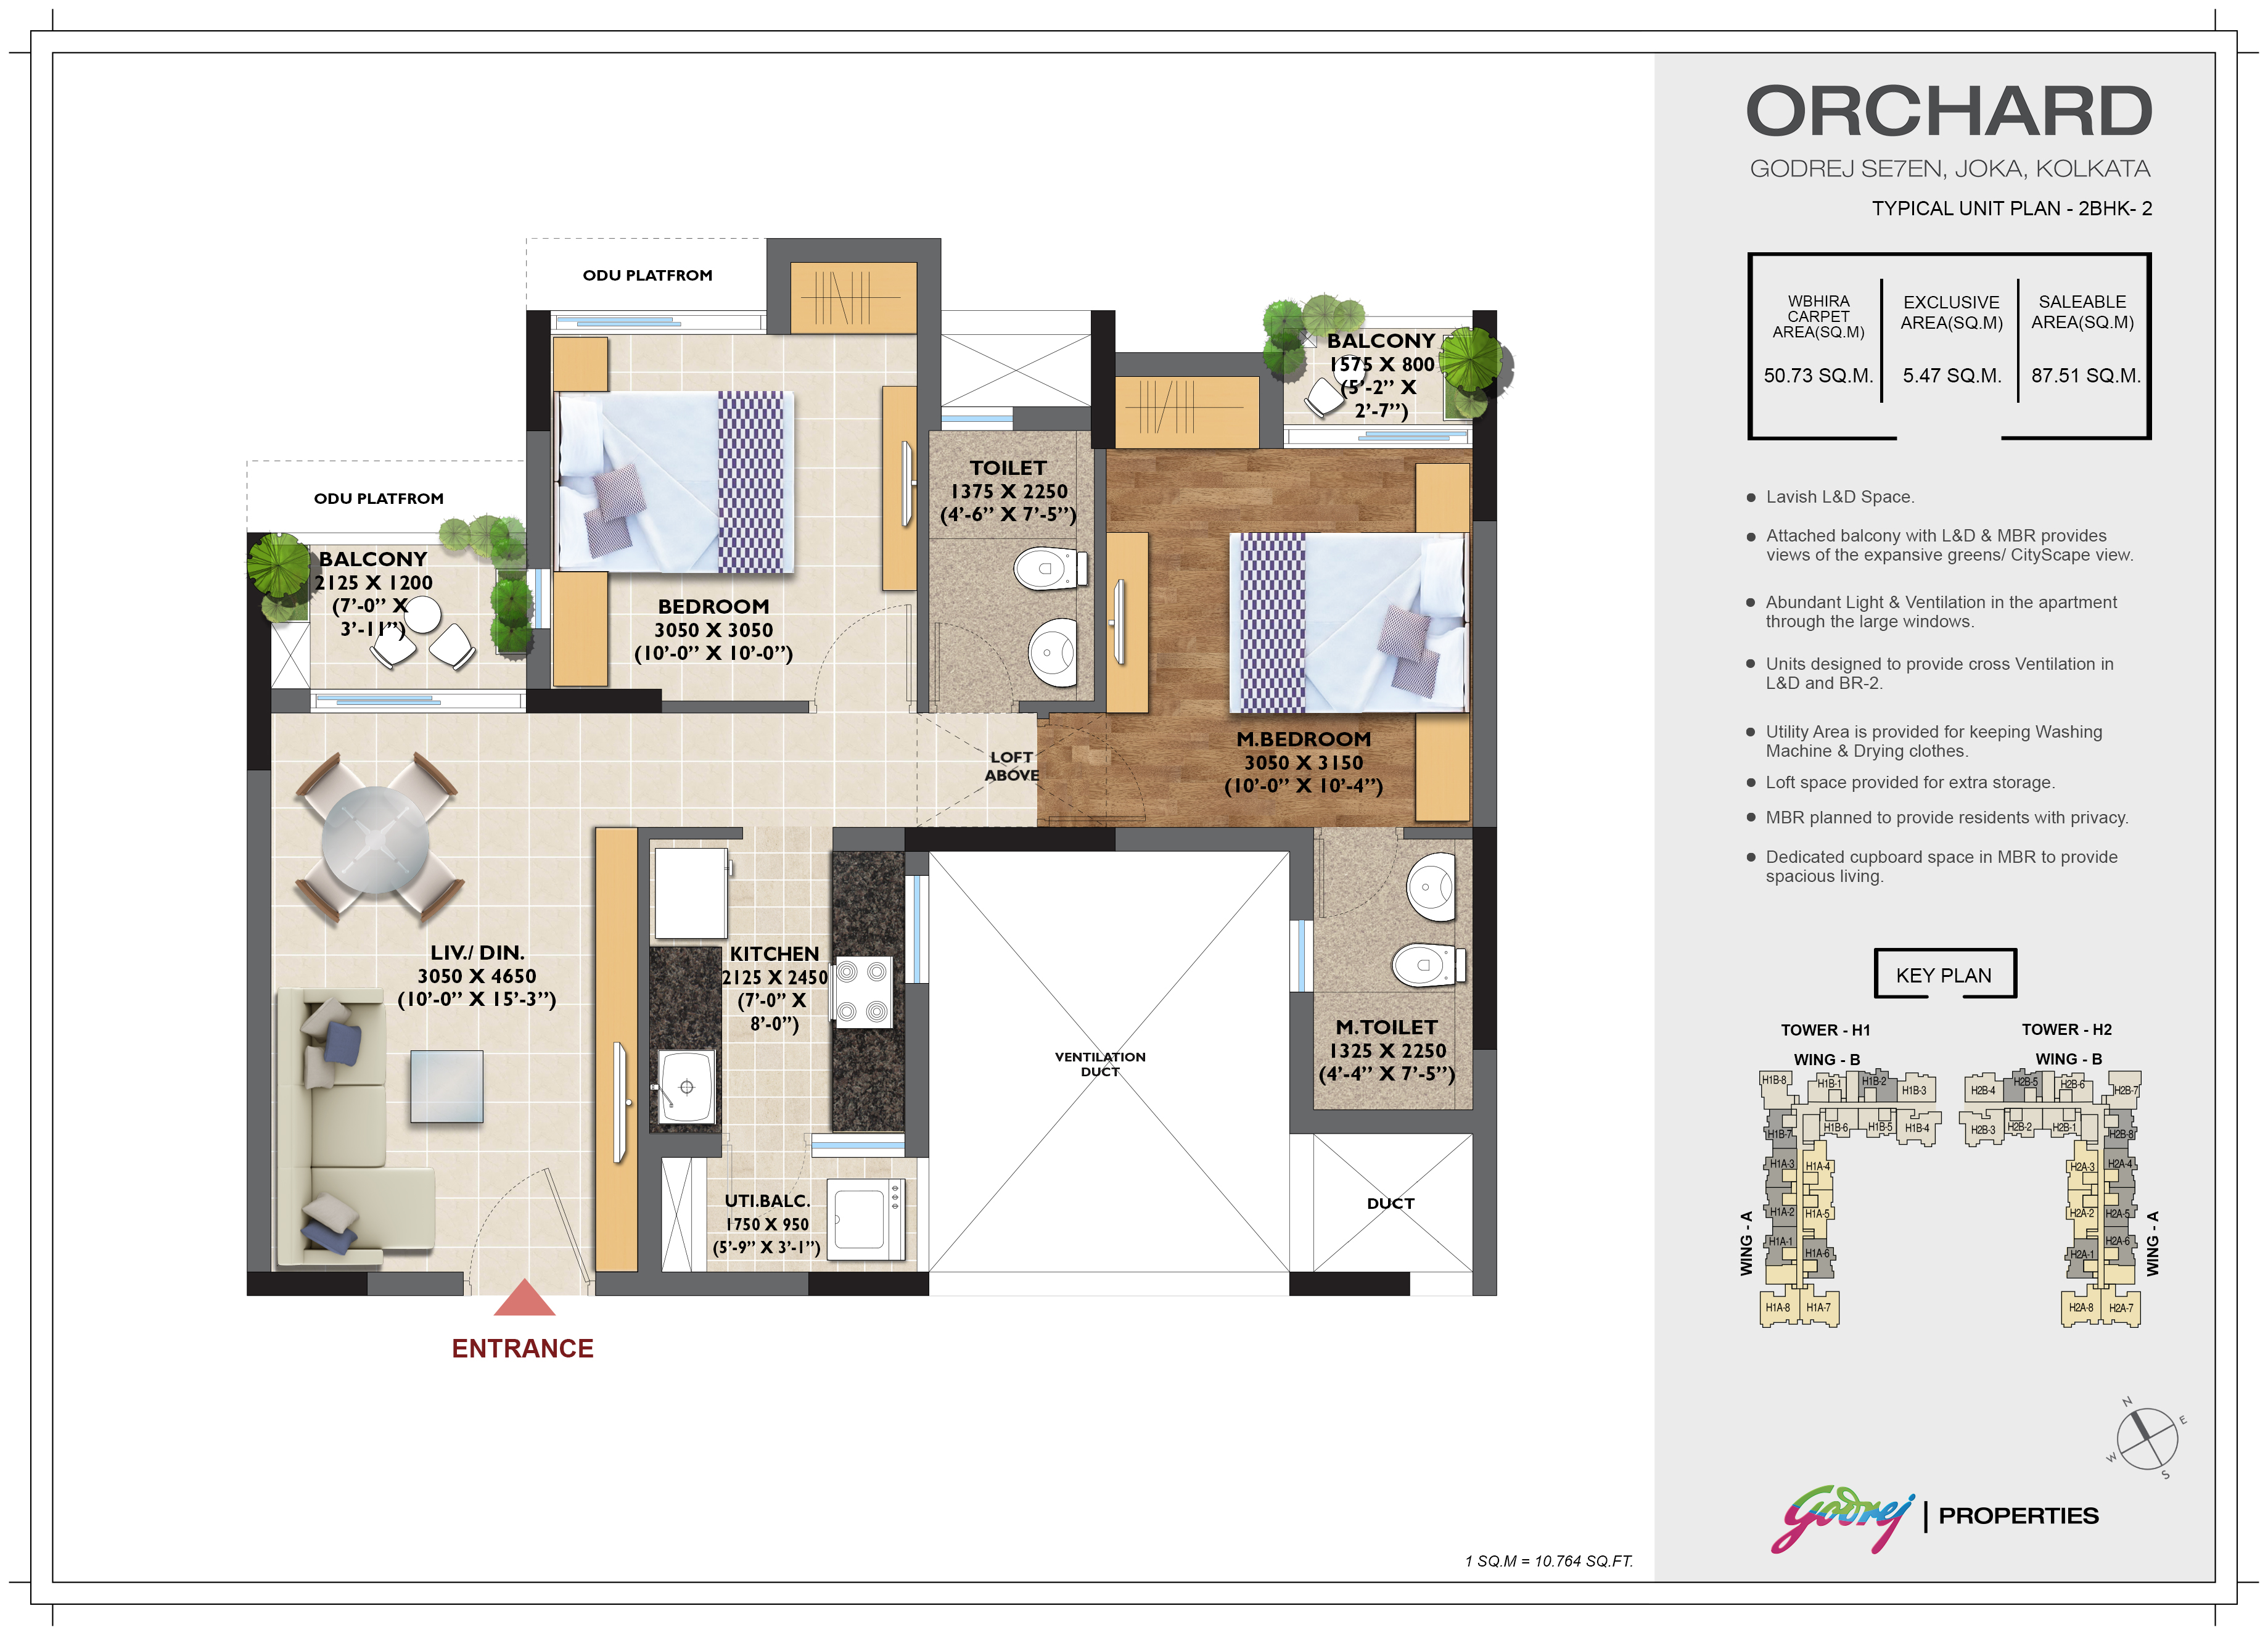 ORCHARD
GODREJ SE7EN, JOKA, KOLKATA
TYPICAL UNIT PLAN - 2BHK- 2
WBHIRA
CARPET
AREA(SQ.M)
50.73 SQ.M.
EXCLUSIVE
AREA(SQ.M)
5.47 SQ.M.
SALEABLE
AREA(SQ.M)
87.51 SQ.M.
Lavish L&D Space.
Attached balcony with L&D & MBR provides
views of the expansive greens/ CityScape view.
Abundant Light & Ventilation in the apartment
through the large windows.
Units designed to provide cross Ventilation in
L&D and BR-2.
Utility Area is provided for keeping Washing
Machine & Drying clothes.
Loft space provided for extra storage.
MBR planned to provide residents with privacy.
Dedicated cupboard space in MBR to provide
spacious living.
KEY PLAN
TOWER - H1
WING - B
H1B-8
H1B-1
H1B-2
H1B-3
H1B-7
H1B-6
H1B-5
H1B-4
H1A-3
H1A-4
H1A-2
H1A-5
H1A-1
H1A-6
H1A-8
H1A-7
WING - A
TOWER - H2
WING - B
H2B-4
H2B-5
H2B-6
H2B-7
H2B-3
H2B-2
H2B-1
H2B-8
H2A-3
H2A-4
H2A-2
H2A-5
H2A-1
H2A-6
H2A-8
H2A-7
WING - A
N
E
W
S
Godrej | PROPERTIES
ODU PLATFROM
ODU PLATFROM
BALCONY
2125 X 1200
(7'-0" X
3'-11")
BEDROOM
3050 X 3050
(10'-0" X 10'-0")
TOILET
1375 X 2250
(4'-6" X 7'-5")
BALCONY
1575 X 800
(5'-2" X
2'-7")
LOFT
ABOVE
M.BEDROOM
3050 X 3150
(10'-0" X 10'-4")
LIV./ DIN.
3050 X 4650
(10'-0" X 15'-3")
KITCHEN
2125 X 2450
(7'-0" X
8'-0")
VENTILATION
DUCT
M.TOILET
1325 X 2250
(4'-4" X 7'-5")
UTI.BALC.
1750 X 950
(5'-9" X 3'-1")
DUCT
ENTRANCE
1 SQ.M = 10.764 SQ.FT.